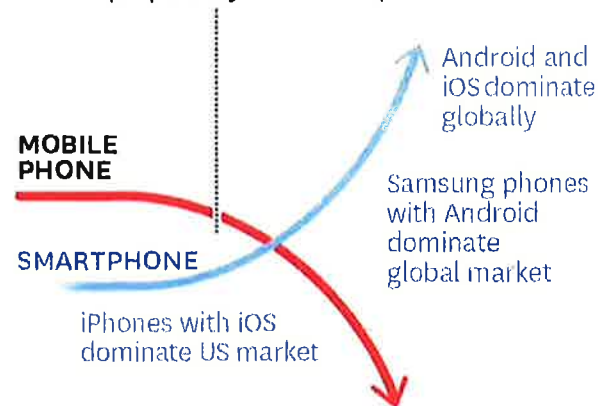 MOBILE
PHONE
SMARTPHONE
iPhones with iOS
dominate US market
Android and
iOS dominate
globally
Samsung phones
with Android
dominate
global market